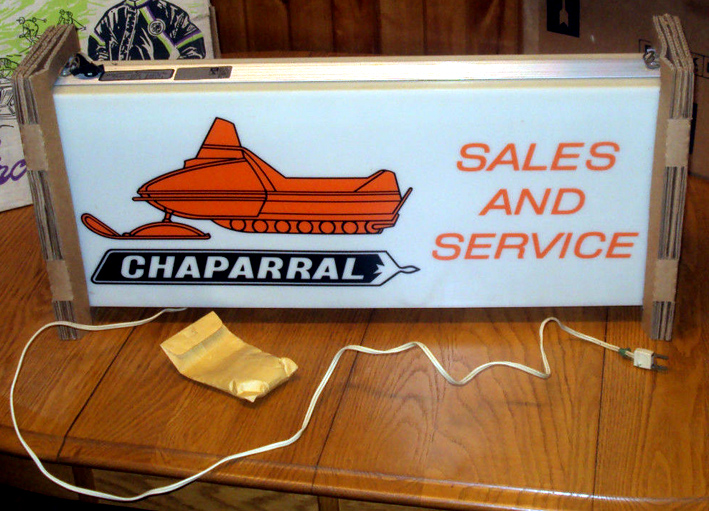 SALES
AND
SERVICE
CHAPARRAL